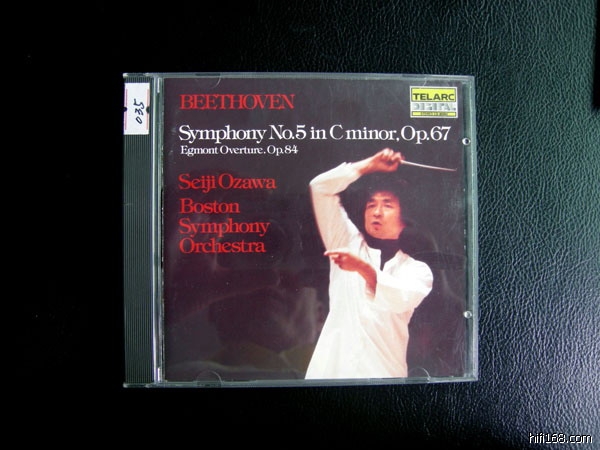 035
BEETHOVEN
TELARC
DIGITAL
Symphony No.5 in C minor, Op.67
Egmont Overture. Op.84
Seiji Ozawa
Boston
Symphony
Orchestra
hifi168.com